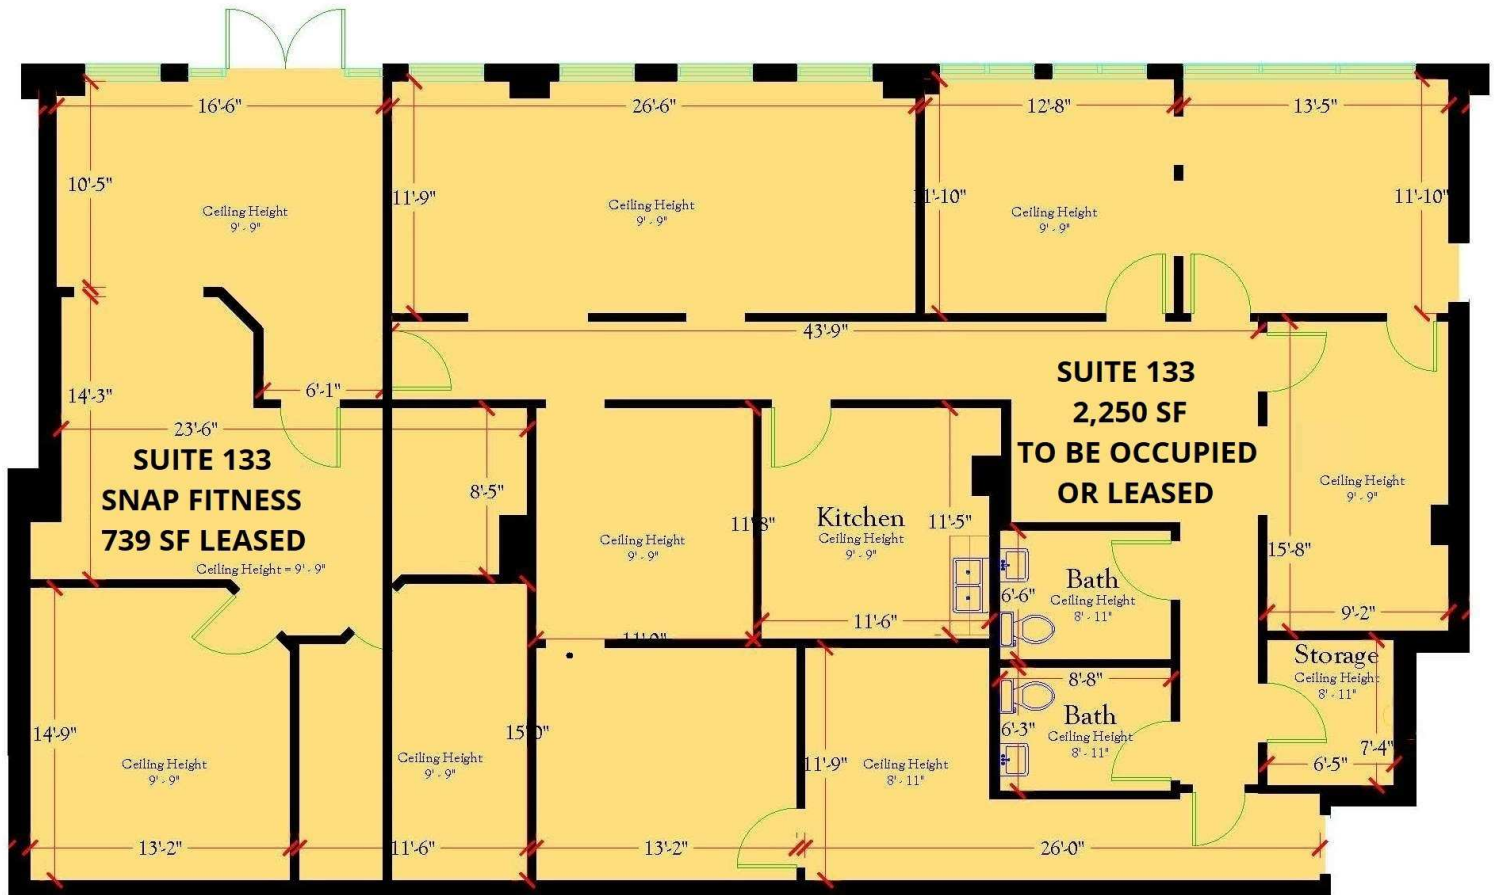 16'-6"
26'-6"
12'-8"
13'-5"
10'-5"
11'-9"
11'-10"
11'-10"
Ceiling Height
9' - 9"
Ceiling Height
9' - 9"
Ceiling Height
9' - 9"
43'-9"
14'-3"
6'-1"
23'-6"
SUITE 133
SNAP FITNESS
739 SF LEASED
Ceiling Height = 9' - 9"
SUITE 133
2,250 SF
TO BE OCCUPIED
OR LEASED
8'-5"
11'-8"
Ceiling Height
9' - 9"
Kitchen
Ceiling Height
9' - 9"
11'-5"
11'-6"
Ceiling Height
9' - 9"
15'-8"
9'-2"
6'-6"
Bath
Ceiling Height
8' - 11"
8'-8"
6'-3"
Bath
Ceiling Height
8' - 11"
Storage
Ceiling Height
8' - 11"
7'-4"
6'-5"
14'-9"
Ceiling Height
9' - 9"
Ceiling Height
9' - 9"
15'-0"
11'-9"
Ceiling Height
8' - 11"
13'-2"
11'-6"
13'-2"
26'-0"